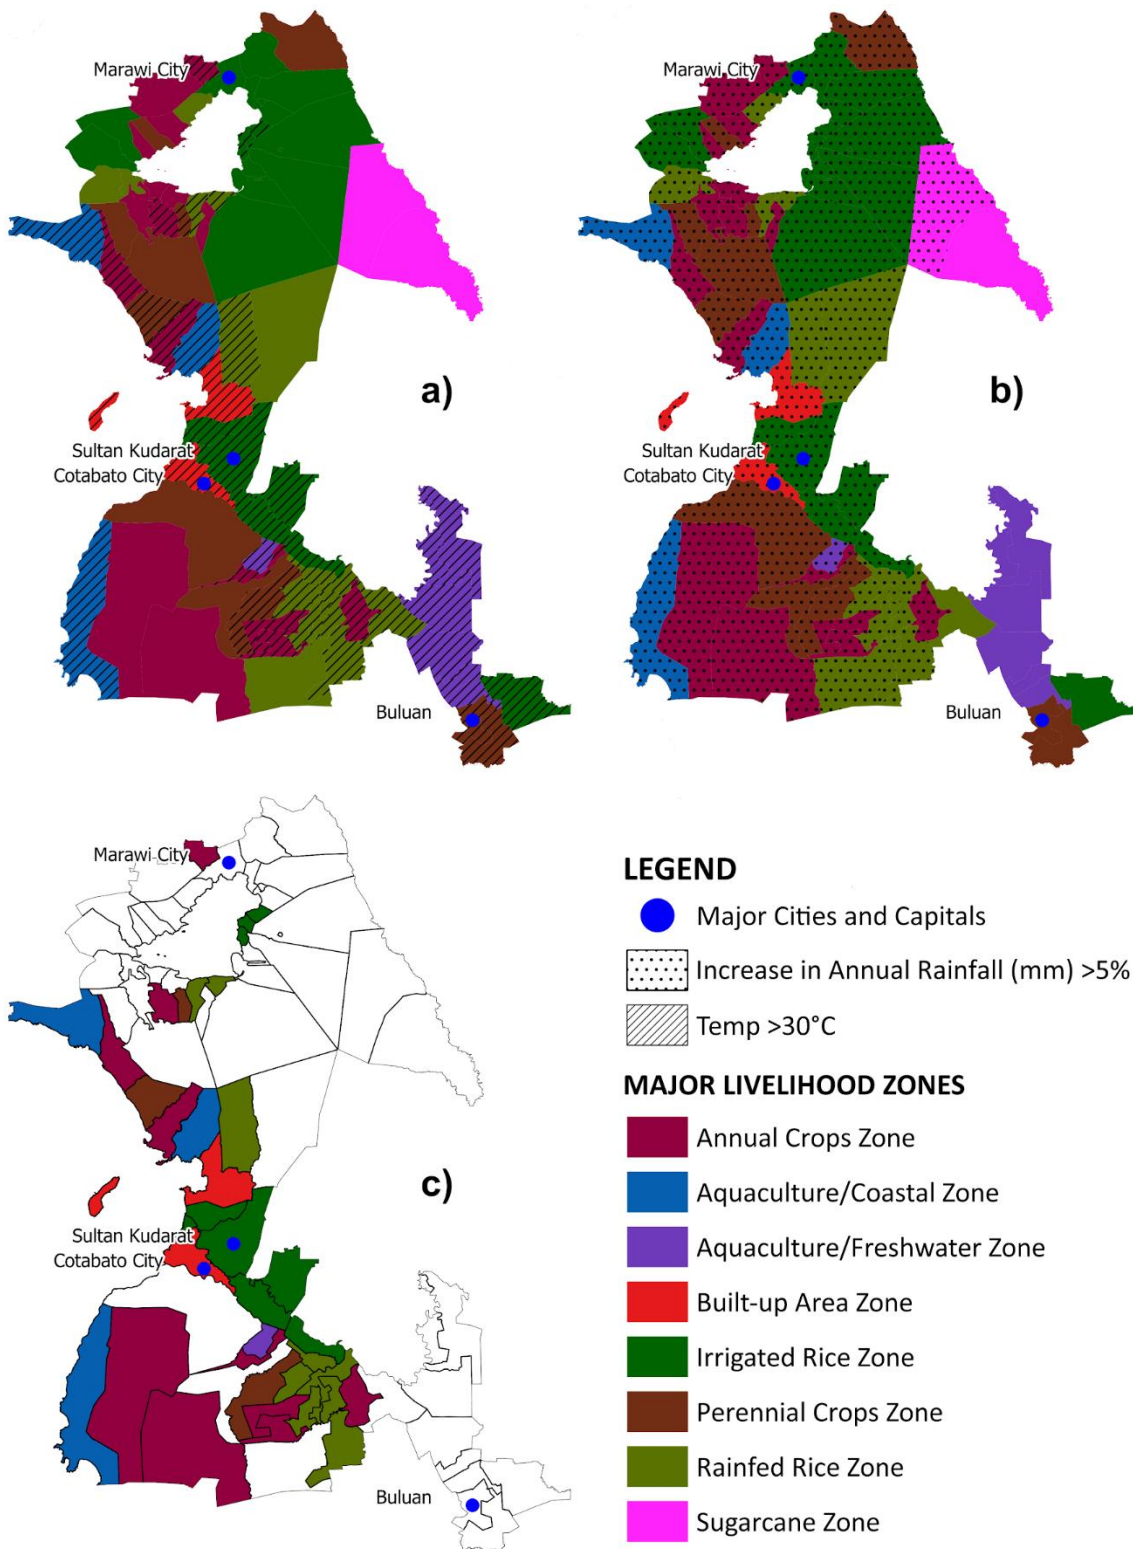 Marawi City
a)
Sultan Kudarat
Cotabato City
Buluan
Marawi City
b)
Sultan Kudarat
Cotabato City
Buluan
Marawi City
c)
Sultan Kudarat
Cotabato City
Buluan
LEGEND
Major Cities and Capitals
Increase in Annual Rainfall (mm) >5%
Temp >30°C
MAJOR LIVELIHOOD ZONES
Annual Crops Zone
Aquaculture/Coastal Zone
Aquaculture/Freshwater Zone
Built-up Area Zone
Irrigated Rice Zone
Perennial Crops Zone
Rainfed Rice Zone
Sugarcane Zone